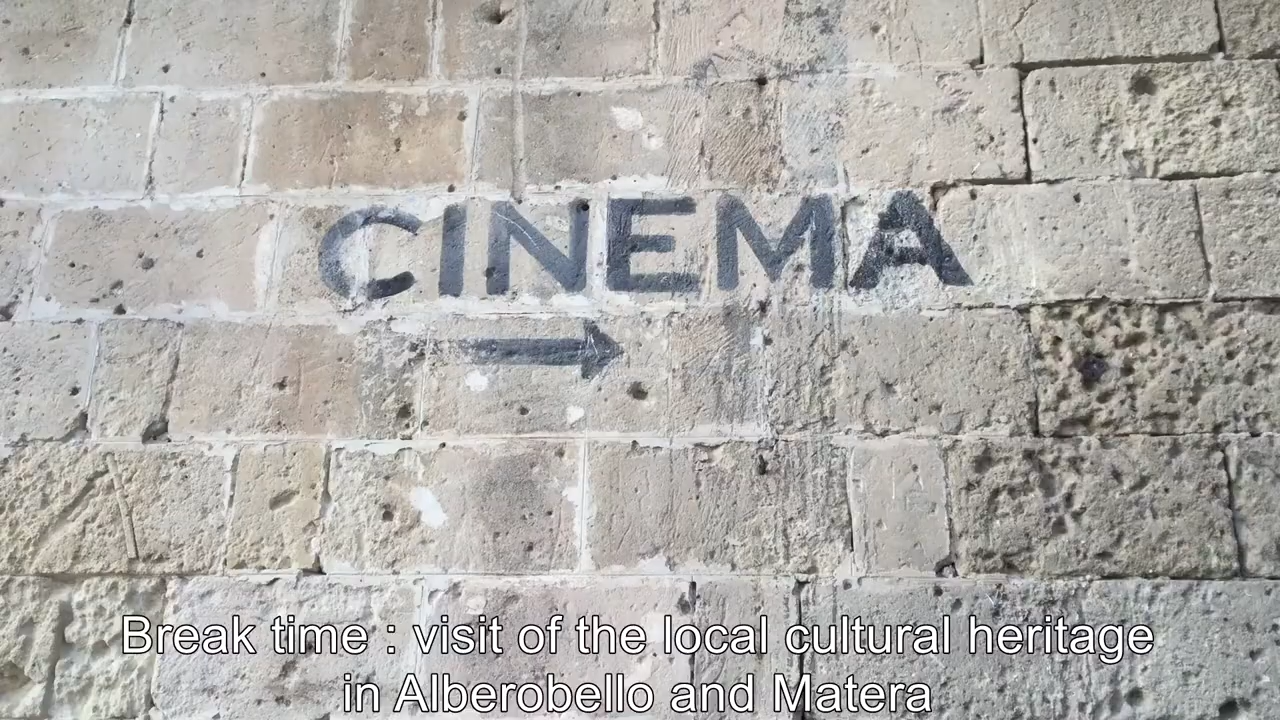 CINEMA
Break time : visit of the local cultural heritage
in Alberobello and Matera